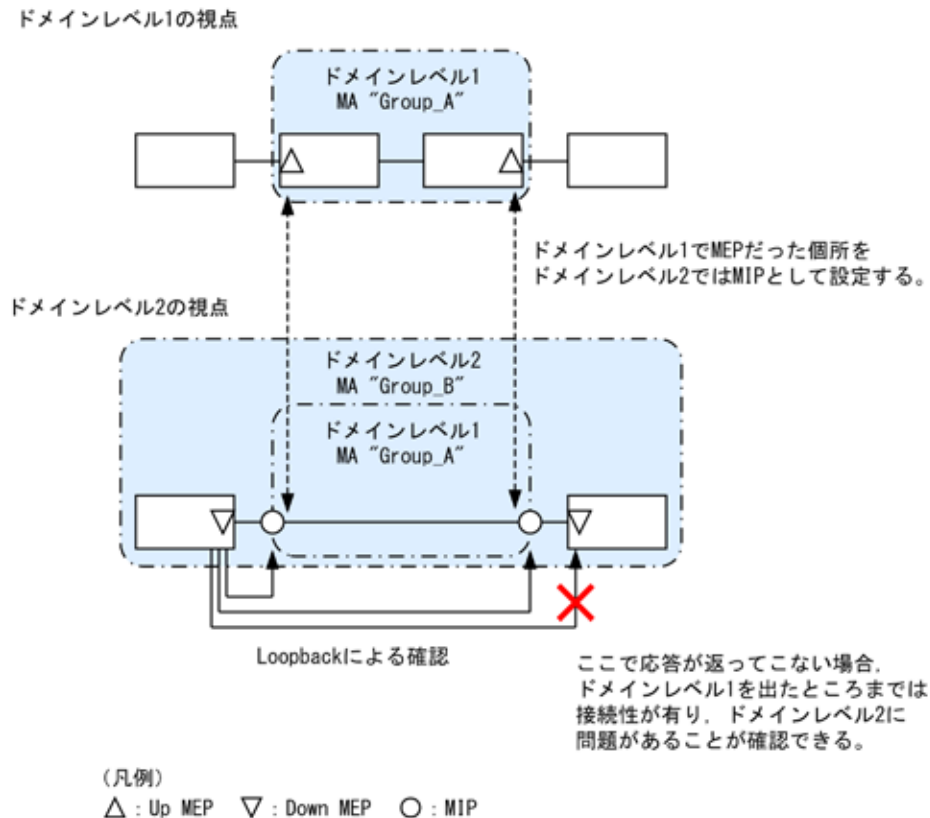 ドメインレベル1の視点
ドメインレベル1
MA "Group_A"
ドメインレベル1でMEPだった個所を
ドメインレベル2ではMIPとして設定する。
ドメインレベル2の視点
ドメインレベル2
MA "Group_B"
ドメインレベル1
MA "Group_A"
Loopbackによる確認
ここで応答が返ってこない場合,
ドメインレベル1を出たところまでは
接続性が有り, ドメインレベル2に
問題があることが確認できる。
(凡例)
△ : Up MEP ▽ : Down MEP ○ : MIP